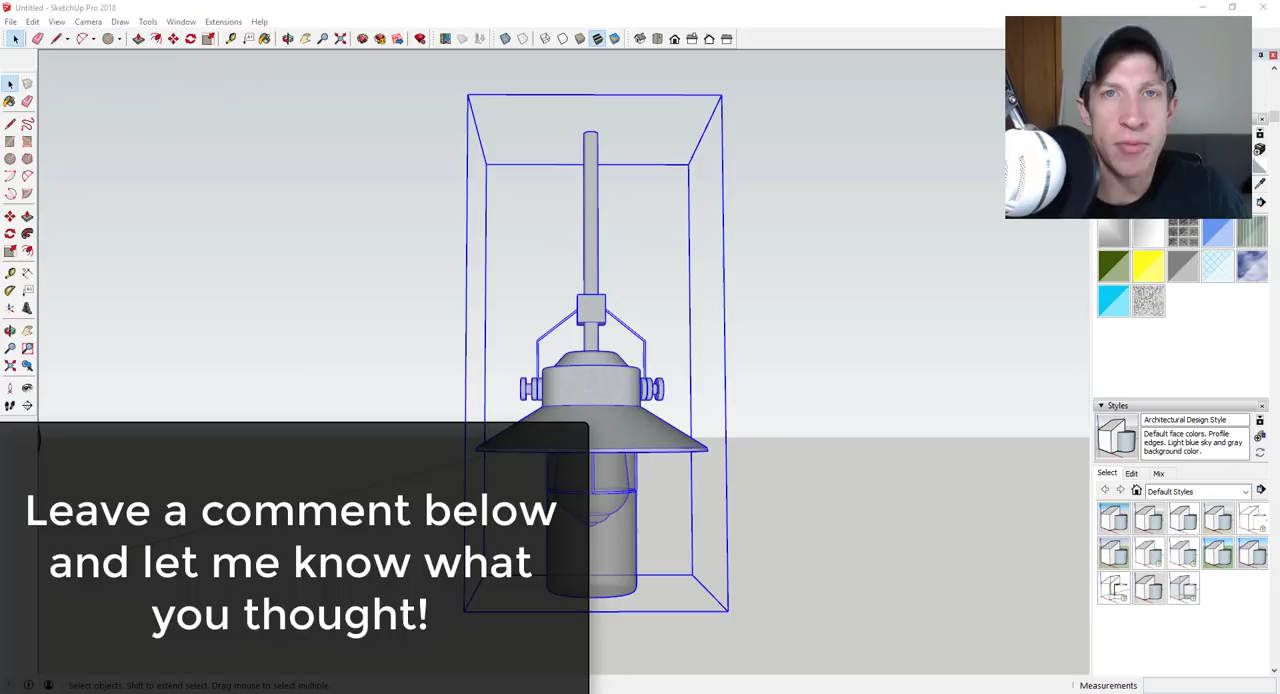 Untitled - SketchUp Pro 2018
File Edit View Camera Draw Tools Window Extensions Help
Styles
Architectural Design Style
Default face colors. Profile
edges. Light blue sky and gray
background color.
Select Edit Mix
Default Styles
Leave a comment below
and let me know what
you thought!
Select objects. Shift to extend select. Drag mouse to select multiple.
Measurements